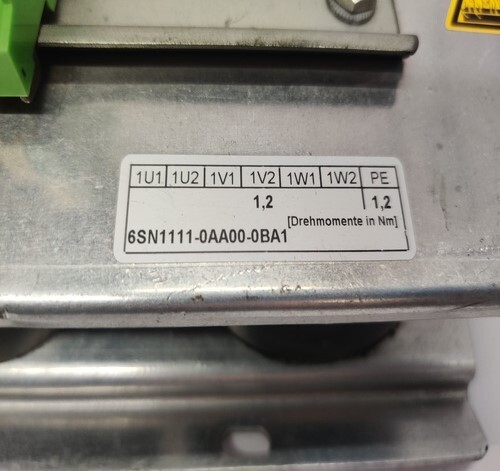 1U1 1U2 1V1 1V2 1W1 1W2 PE
1,2 1,2
[Drehmomente in Nm]
6SN1111-0AA00-0BA1